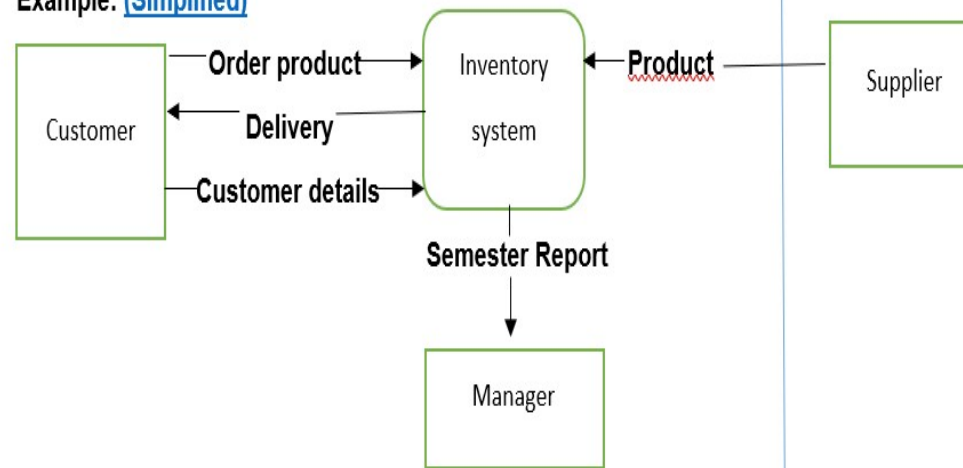 Example: (Simplified)
Order product
Inventory
system
Product
Supplier
Customer
Delivery
Customer details
Semester Report
Manager